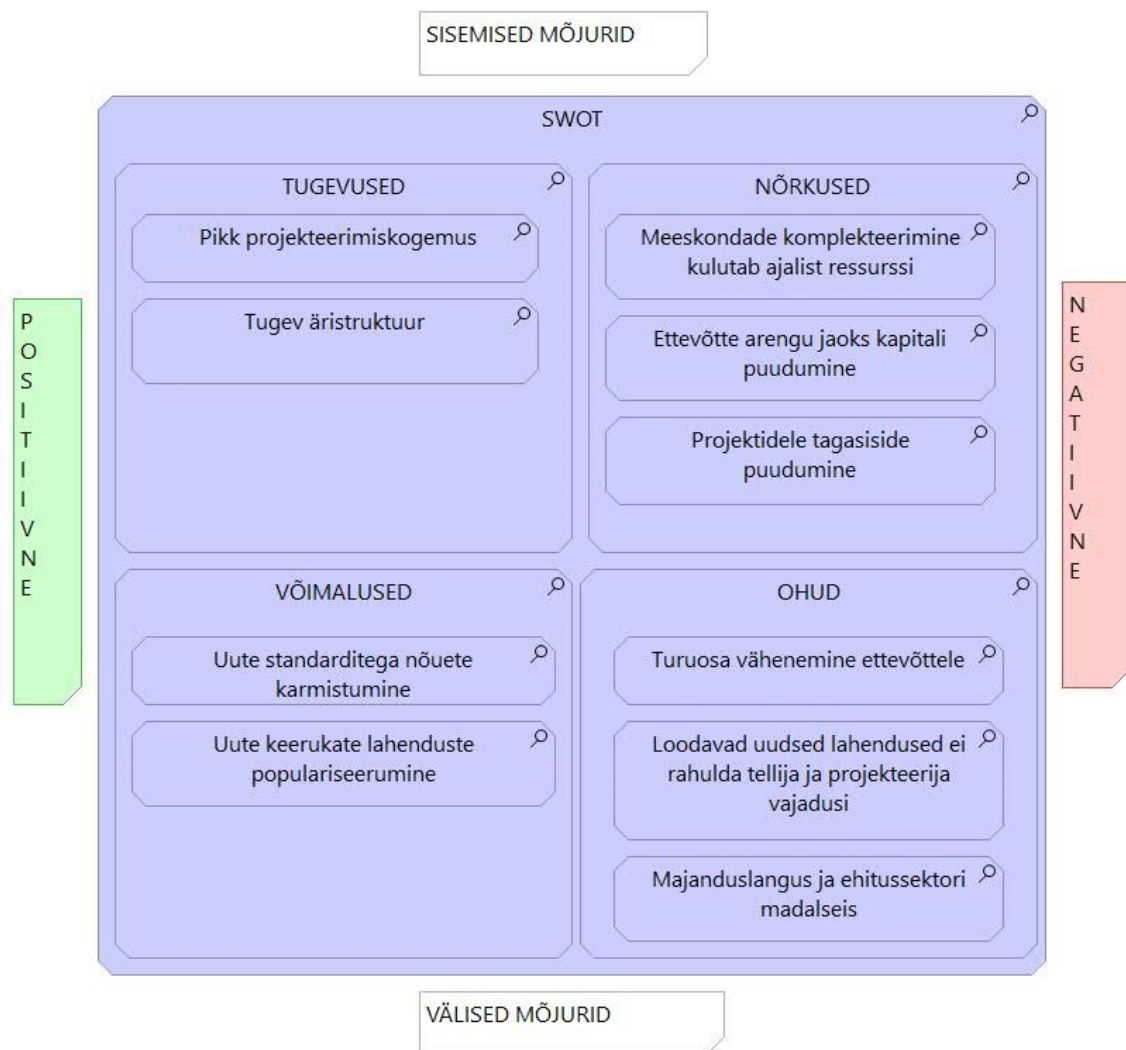 SISEMISED MÕJURID
SWOT
TUGEVUSED
Pikk projekteerimiskogemus
Tugev äristruktuur
NÕRKUSED
Meeskondade komplekteerimine
kulutab ajalist ressurssi
Ettevõtte arengu jaoks kapitali
puudumine
Projektidele tagasiside
puudumine
POSITIIVNE
NEGATIIVNE
VÕIMALUSED
Uute standarditega nõuete
karmistumine
Uute keerukate lahenduste
populariseerumine
OHUD
Turuosa vähenemine ettevõttele
Loodavad uudsed lahendused ei
rahulda tellija ja projekteerija
vajadusi
Majanduslangus ja ehitussektori
madalseis
VÄLISED MÕJURID